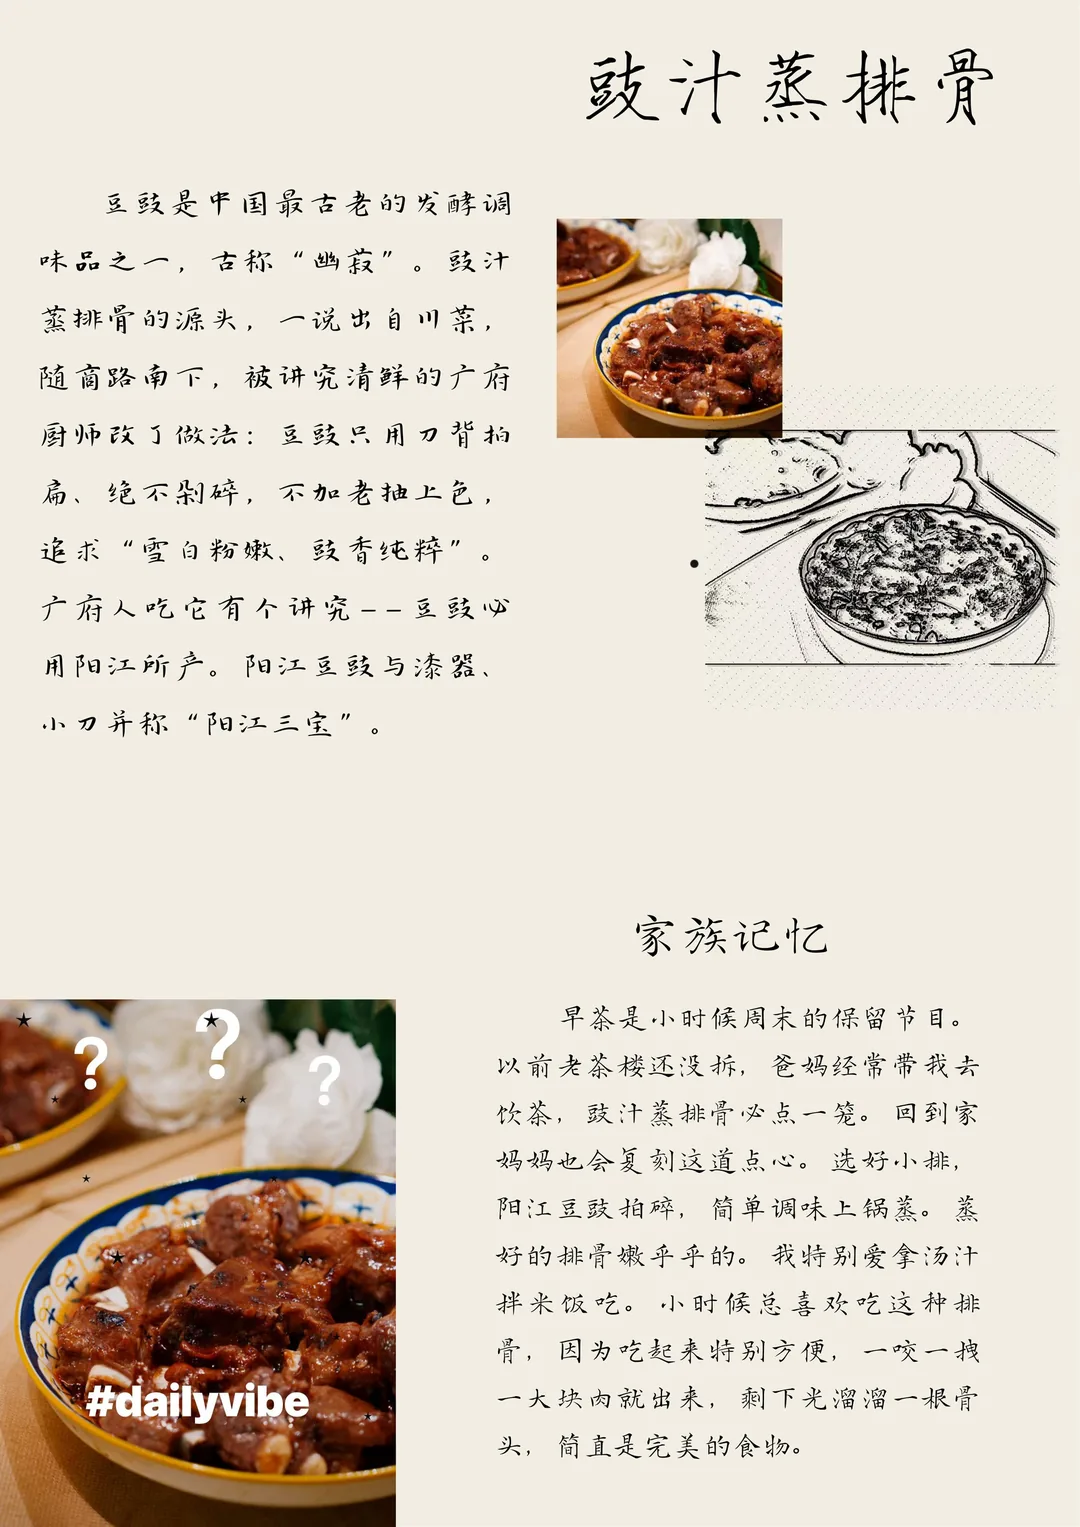 豉汁蒸排骨
豆豉是中国最古老的发酵调
味品之一，古称“幽菽”。豉汁
蒸排骨的源头，一说出自川菜，
随商路南下，被讲究清鲜的广府
厨师改了做法：豆豉只用刀背拍
扁、绝不剁碎，不加老抽上色，
追求“雪白粉嫩、豉香纯粹”。
广府人吃它有个讲究--豆豉必
用阳江所产。阳江豆豉与漆器、
小刀并称“阳江三宝”。
家族记忆
早茶是小时候周末的保留节目。
以前老茶楼还没拆，爸妈经常带我去
饮茶，豉汁蒸排骨必点一笼。回到家
妈妈也会复刻这道点心。选好小排，
阳江豆豉拍碎，简单调味上锅蒸。蒸
好的排骨嫩乎乎的。我特别爱拿汤汁
拌米饭吃。小时候总喜欢吃这种排
骨，因为吃起来特别方便，一咬一拽
一大块肉就出来，剩下光溜溜一根骨
头，简直是完美的食物。
? ? ?
#dailyvibe